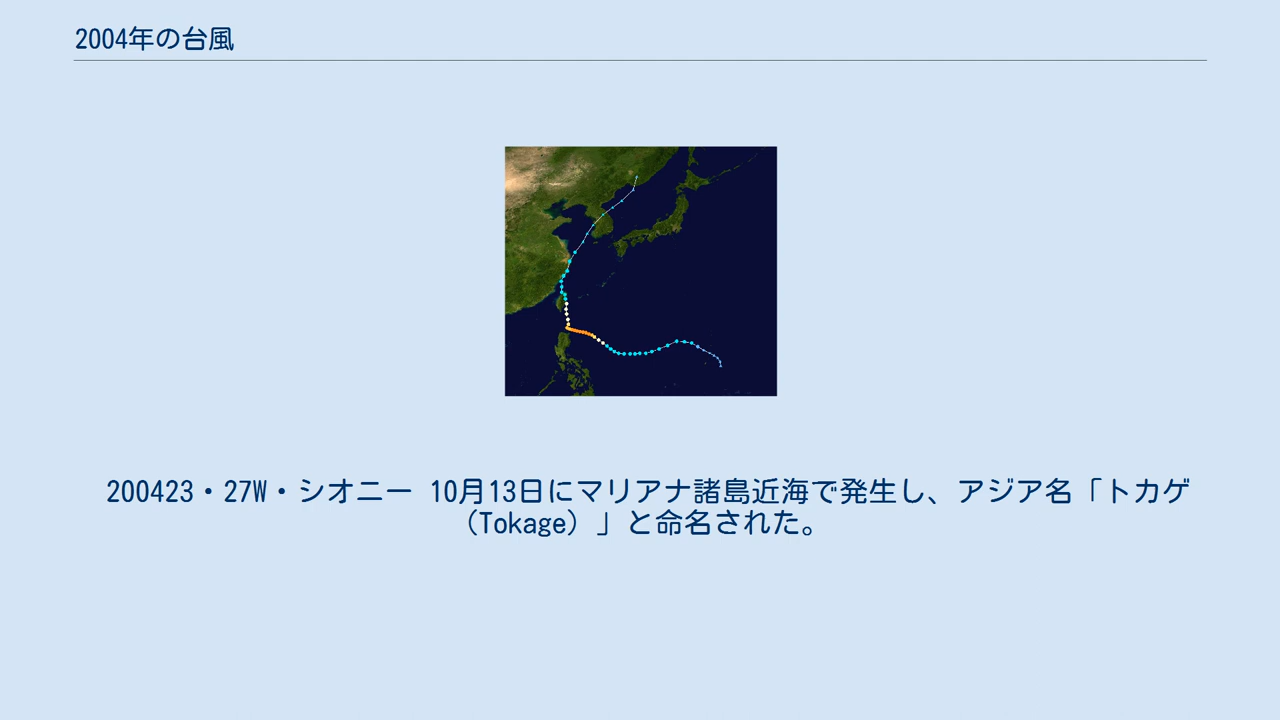 2004年の台風
200423・27W・シオニー 10月13日にマリアナ諸島近海で発生し、アジア名「トカゲ
（Tokage）」と命名された。